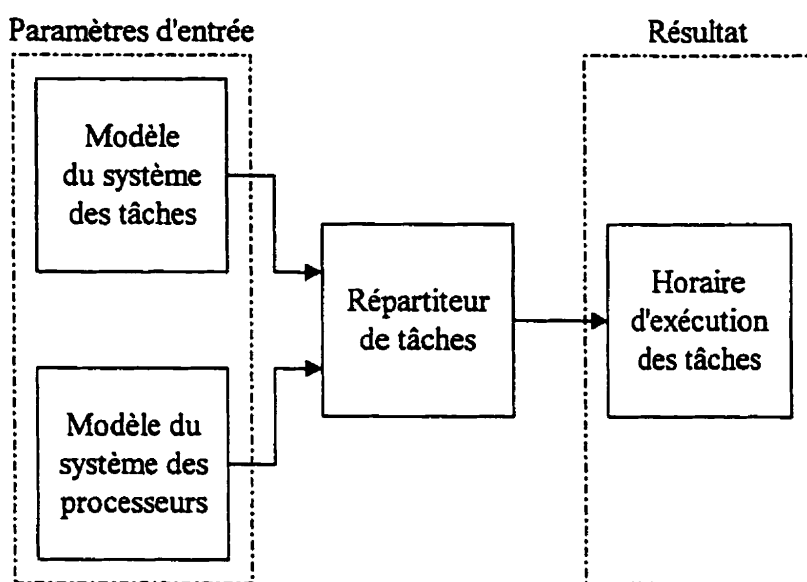 Paramètres d'entrée
Résultat
Modèle
du système
des tâches
Répartiteur
de tâches
Horaire
d'exécution
des tâches
Modèle du
système des
processeurs